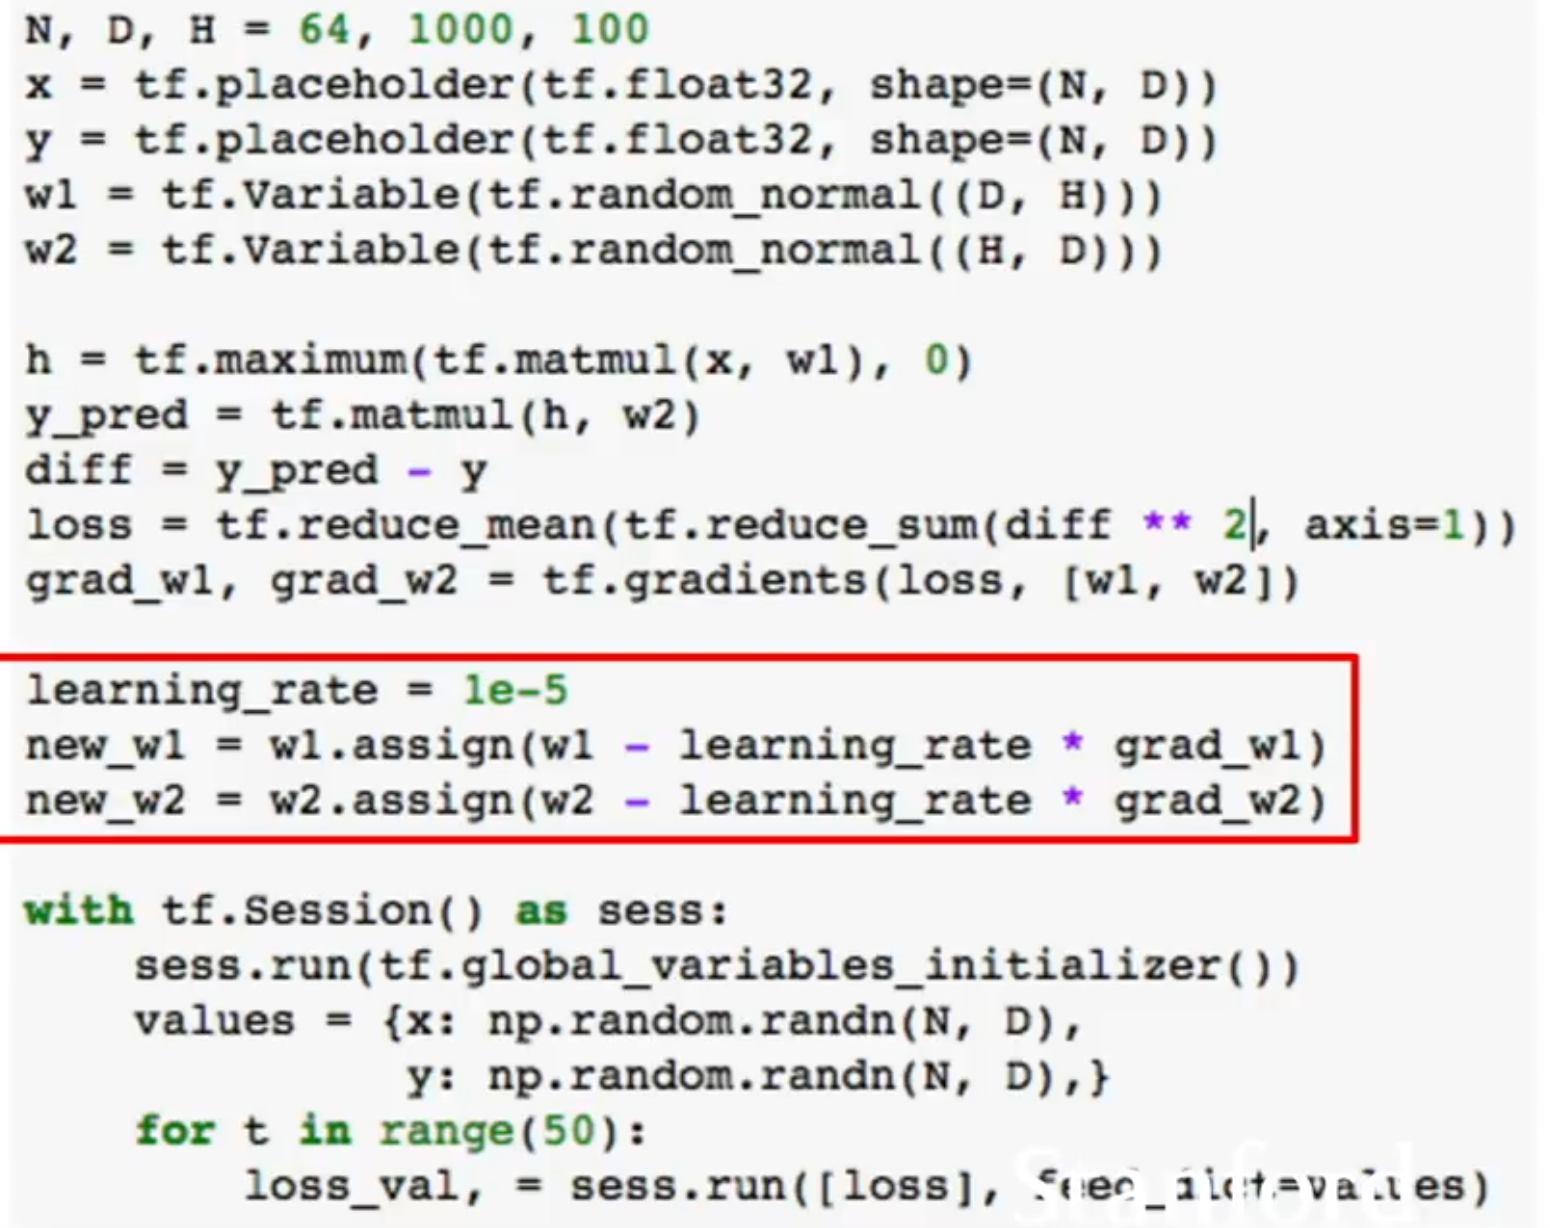 N, D, H = 64, 1000, 100
x = tf.placeholder(tf.float32, shape=(N, D))
y = tf.placeholder(tf.float32, shape=(N, D))
w1 = tf.Variable(tf.random_normal((D, H)))
w2 = tf.Variable(tf.random_normal((H, D)))

h = tf.maximum(tf.matmul(x, w1), 0)
y_pred = tf.matmul(h, w2)
diff = y_pred - y
loss = tf.reduce_mean(tf.reduce_sum(diff ** 2, axis=1))
grad_w1, grad_w2 = tf.gradients(loss, [w1, w2])

learning_rate = 1e-5
new_w1 = w1.assign(w1 - learning_rate * grad_w1)
new_w2 = w2.assign(w2 - learning_rate * grad_w2)

with tf.Session() as sess:
    sess.run(tf.global_variables_initializer())
    values = {x: np.random.randn(N, D),
              y: np.random.randn(N, D),}
    for t in range(50):
        loss_val, = sess.run([loss], feed_dict=values)
Stanford